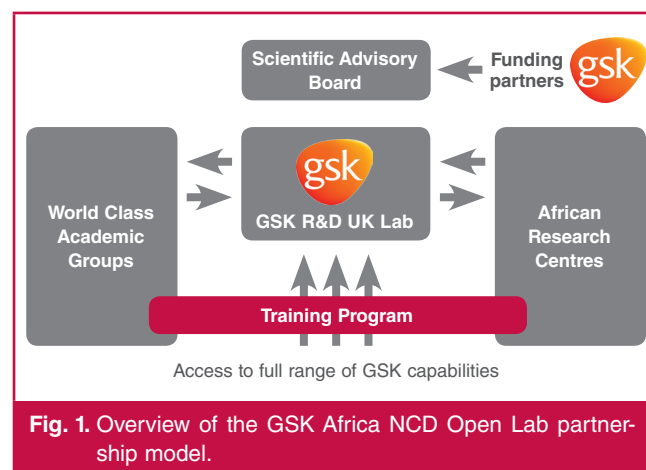 Scientific Advisory
Board
Funding
partners
gsk
World Class
Academic
Groups
gsk
GSK R&D UK Lab
African
Research
Centres
Training Program
Access to full range of GSK capabilities
Fig. 1. Overview of the GSK Africa NCD Open Lab partner-
ship model.